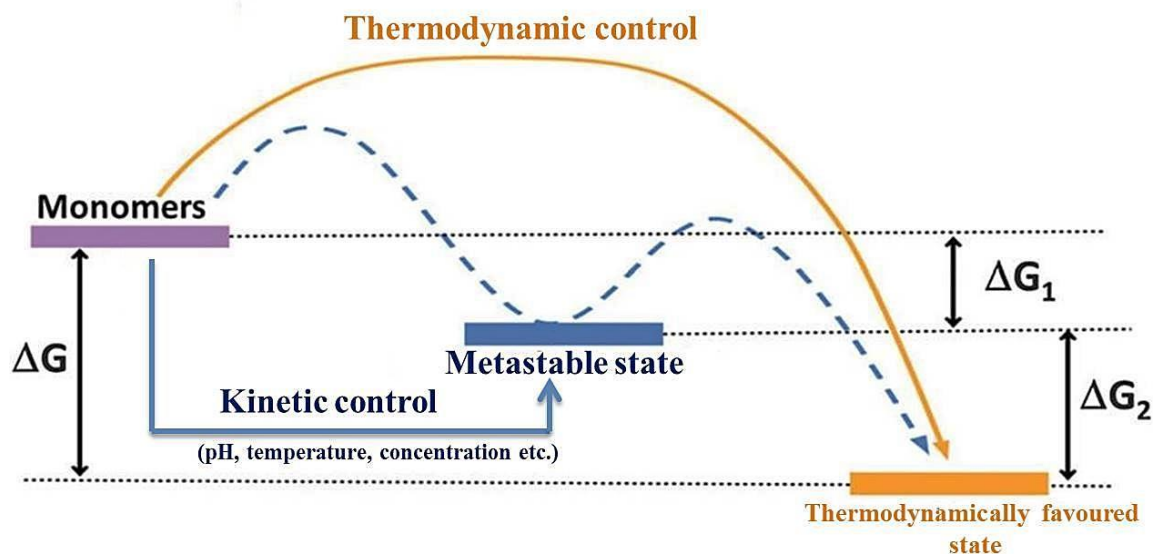 Thermodynamic control
Monomers
ΔG₁
ΔG
Metastable state
Kinetic control
ΔG₂
(pH, temperature, concentration etc.)
Thermodynamically favoured
state